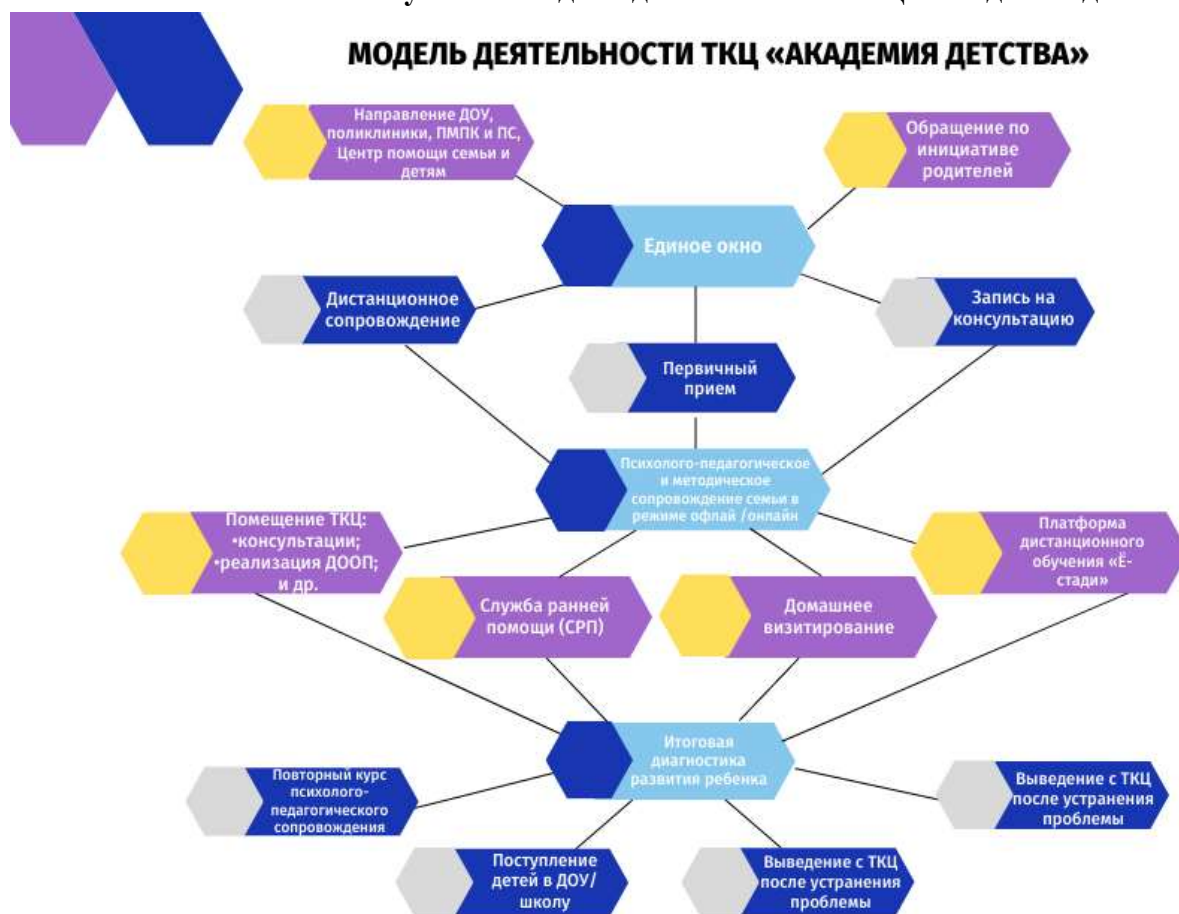 МОДЕЛЬ ДЕЯТЕЛЬНОСТИ ТКЦ «АКАДЕМИЯ ДЕТСТВА»
Направление ДОУ,
поликлиники, ПМПК и ПС,
Центр помощи семьи и
детям
Обращение по
инициативе
родителей
Единое окно
Дистанционное
сопровождение
Запись на
консультацию
Первичный
прием
Психолого-педагогическое
и методическое
сопровождение семьи в
режиме офлай /онлайн
Помещение ТКЦ:
•консультации;
•реализация ДООП;
и др.
Платформа
дистанционного
обучения «Ё-
стади»
Служба ранней
помощи (СРП)
Домашнее
визитирование
Итоговая
диагностика
развития ребенка
Повторный курс
психолого-
педагогического
сопровождения
Выведение с ТКЦ
после устранения
проблемы
Поступление
детей в ДОУ/
школу
Выведение с ТКЦ
после устранения
проблемы